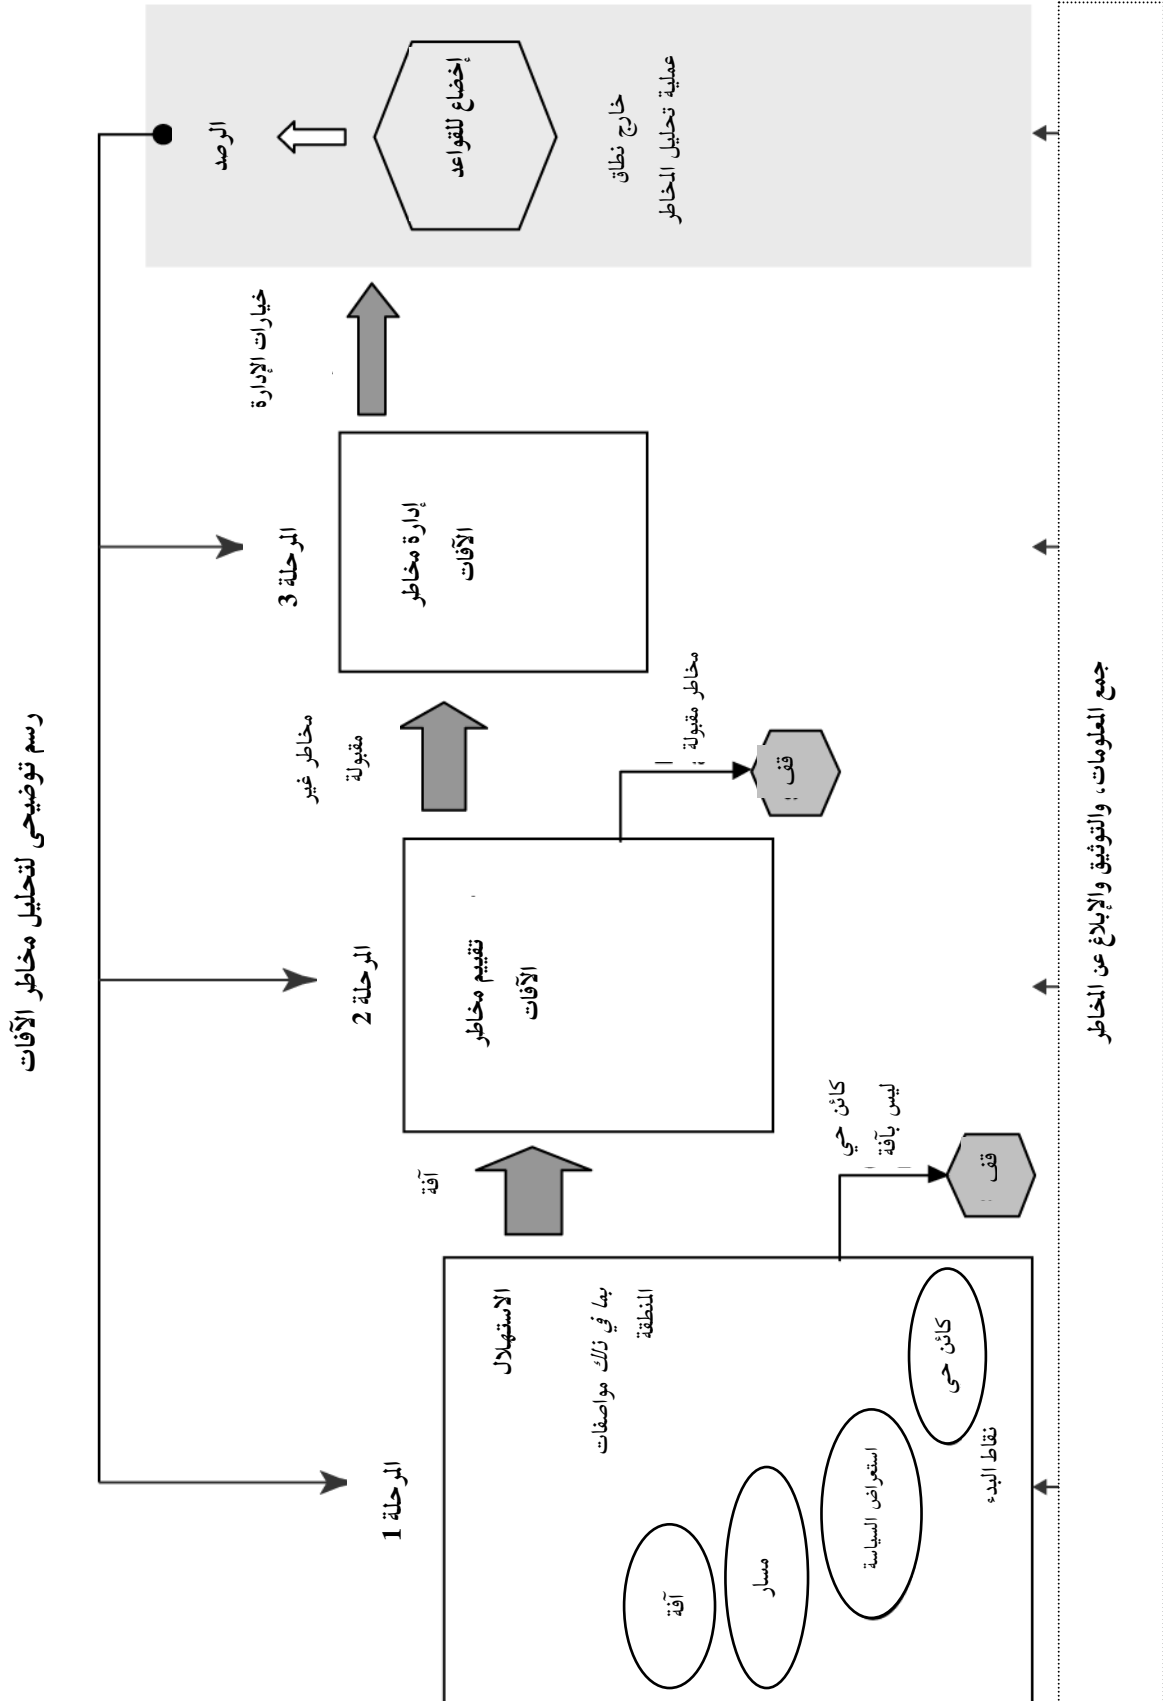 رسم توضيحى لتحليل مخاطر الآفات
المرحلة 1
الاستهلال
بما في ذلك مواصفات
المنطقة
آفة
مسار
استعراض السياسة
كائن حى
نقاط البدء
آفة
كائن حي
ليس بآفة
قف
المرحلة 2
تقييم مخاطر
الآفات
مخاطر غير
مقبولة
مخاطر مقبولة
قف
المرحلة 3
إدارة مخاطر
الآفات
خيارات الإدارة
الرصد
إخضاع للقواعد
خارج نطاق
عملية تحليل المخاطر
جمع المعلومات، والتوثيق والإبلاغ عن المخاطر